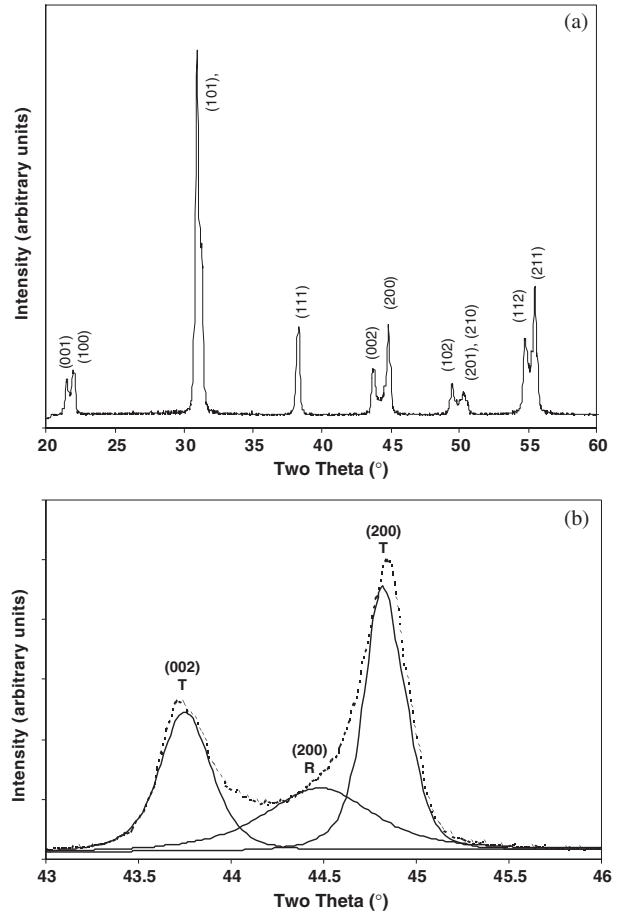 (a)
Intensity (arbitrary units)
(001)
(100)
(101),
(111)
(002)
(200)
(102)
(201), (210)
(112)
(211)
20 25 30 35 40 45 50 55 60
Two Theta (°)
(b)
Intensity (arbitrary units)
(002)
T
(200)
R
(200)
T
43 43.5 44 44.5 45 45.5 46
Two Theta (°)